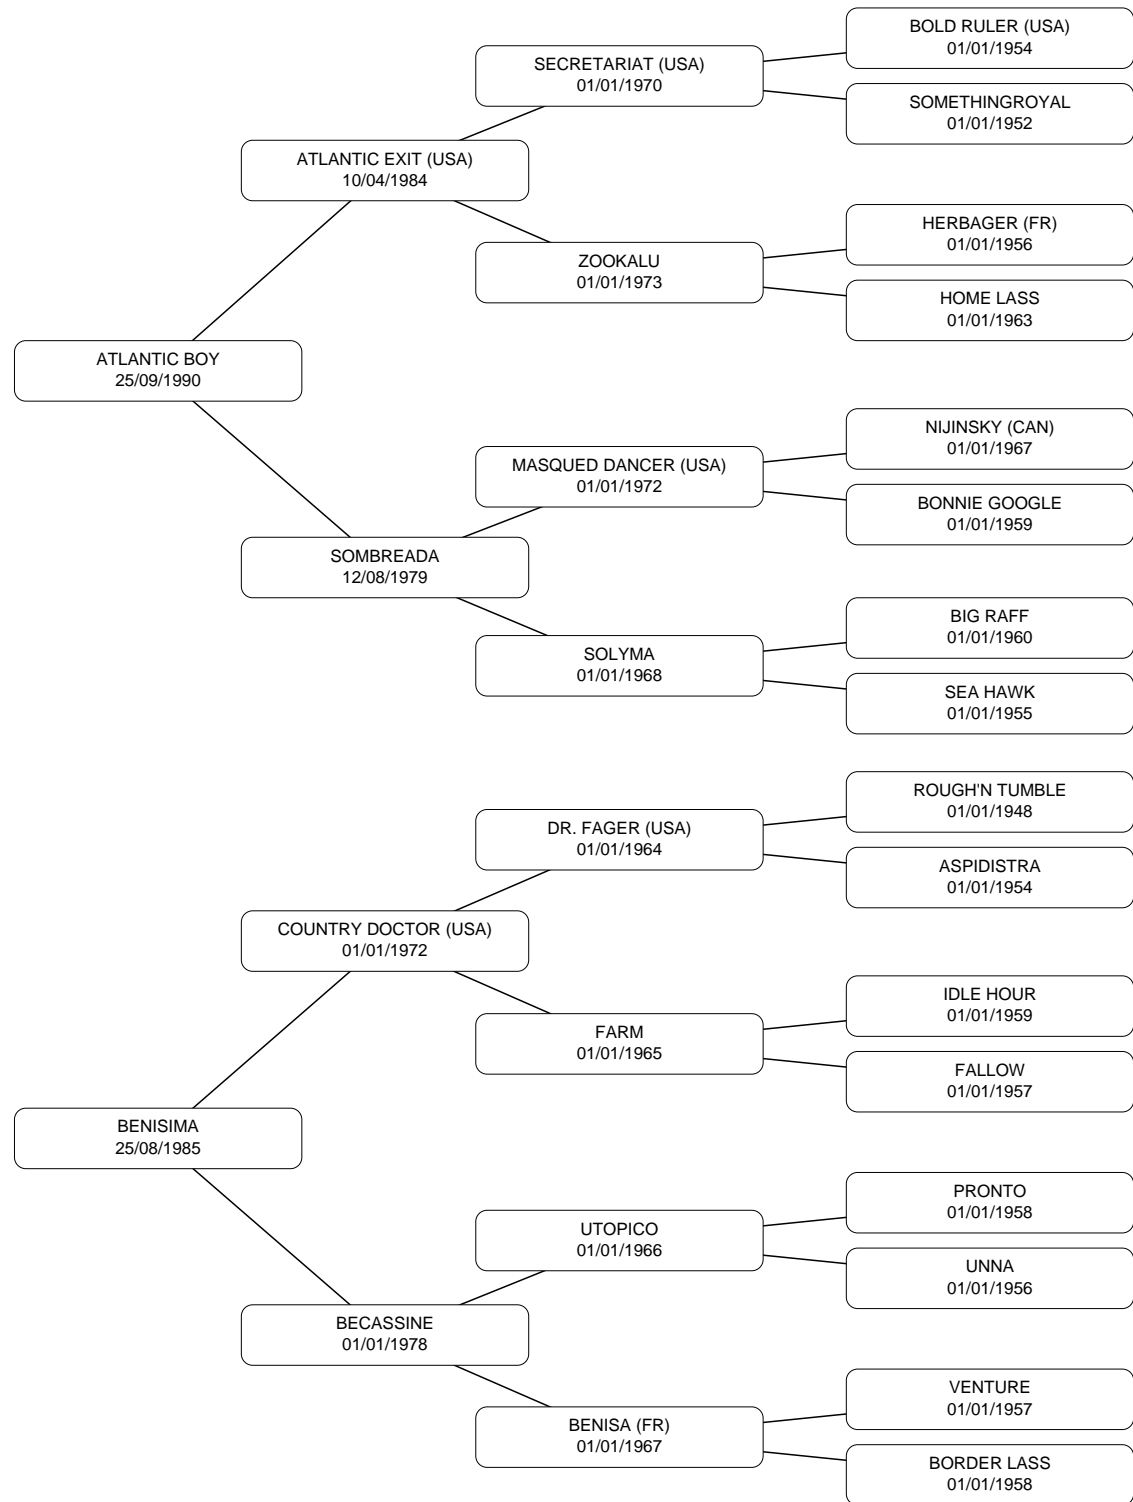 BOLD RULER (USA)
01/01/1954
SECRETARIAT (USA)
01/01/1970
SOMETHINGROYAL
01/01/1952
ATLANTIC EXIT (USA)
10/04/1984
HERBAGER (FR)
01/01/1956
ZOOKALU
01/01/1973
HOME LASS
01/01/1963
ATLANTIC BOY
25/09/1990
NIJINSKY (CAN)
01/01/1967
MASQUED DANCER (USA)
01/01/1972
BONNIE GOOGLE
01/01/1959
SOMBREADA
12/08/1979
BIG RAFF
01/01/1960
SOLYMA
01/01/1968
SEA HAWK
01/01/1955
ROUGH'N TUMBLE
01/01/1948
DR. FAGER (USA)
01/01/1964
ASPIDISTRA
01/01/1954
COUNTRY DOCTOR (USA)
01/01/1972
IDLE HOUR
01/01/1959
FARM
01/01/1965
FALLOW
01/01/1957
BENISIMA
25/08/1985
PRONTO
01/01/1958
UTOPICO
01/01/1966
UNNA
01/01/1956
BECASSINE
01/01/1978
VENTURE
01/01/1957
BENISA (FR)
01/01/1967
BORDER LASS
01/01/1958